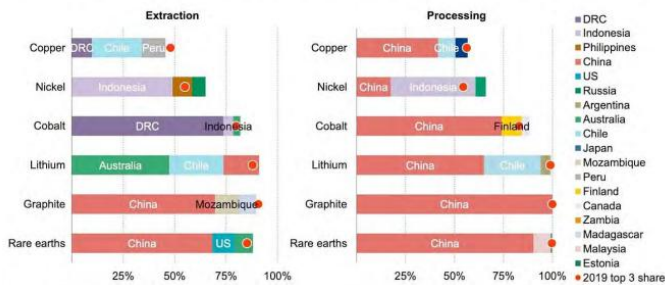 Extraction
Processing
Copper
DRC
Chile
Peru
Nickel
Indonesia
Cobalt
DRC
Indonesia
Lithium
Australia
Chile
Graphite
China
Mozambique
Rare earths
China
US
25%
50%
75%
100%
Copper
China
Chile
Nickel
China
Indonesia
Cobalt
China
Finland
Lithium
China
Chile
Graphite
China
Rare earths
China
25%
50%
75%
100%
DRC
Indonesia
Philippines
China
US
Russia
Argentina
Australia
Chile
Japan
Mozambique
Peru
Finland
Canada
Zambia
Madagascar
Malaysia
Estonia
2019 top 3 share